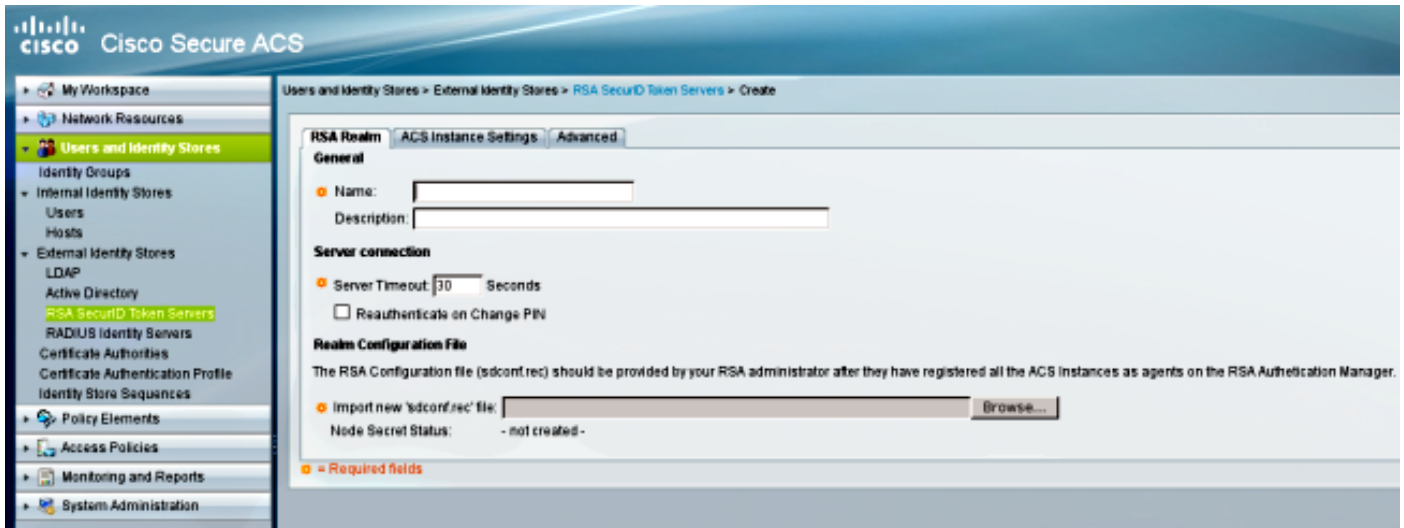 CISCO Cisco Secure ACS
My Workspace
Network Resources
Users and Identity Stores
Identity Groups
Internal Identity Stores
Users
Hosts
External Identity Stores
LDAP
Active Directory
RSA SecurID Token Servers
RADIUS Identity Servers
Certificate Authorities
Certificate Authentication Profile
Identity Store Sequences
Policy Elements
Access Policies
Monitoring and Reports
System Administration
Users and Identity Stores > External Identity Stores > RSA SecurID Token Servers > Create
RSA Realm ACS Instance Settings Advanced
General
Name:
Description:
Server connection
Server Timeout: 30 Seconds
Reauthenticate on Change PIN
Realm Configuration File
The RSA Configuration file (sdconf.rec) should be provided by your RSA administrator after they have registered all the ACS Instances as agents on the RSA Authetication Manager.
Import new 'sdconf.rec' file: Browse...
Node Secret Status: - not created -
= Required fields